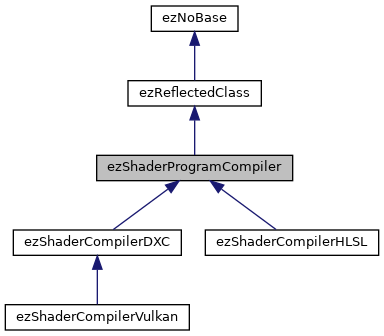 ezNoBase
ezReflectedClass
ezShaderProgramCompiler
ezShaderCompilerDXC
ezShaderCompilerHLSL
ezShaderCompilerVulkan